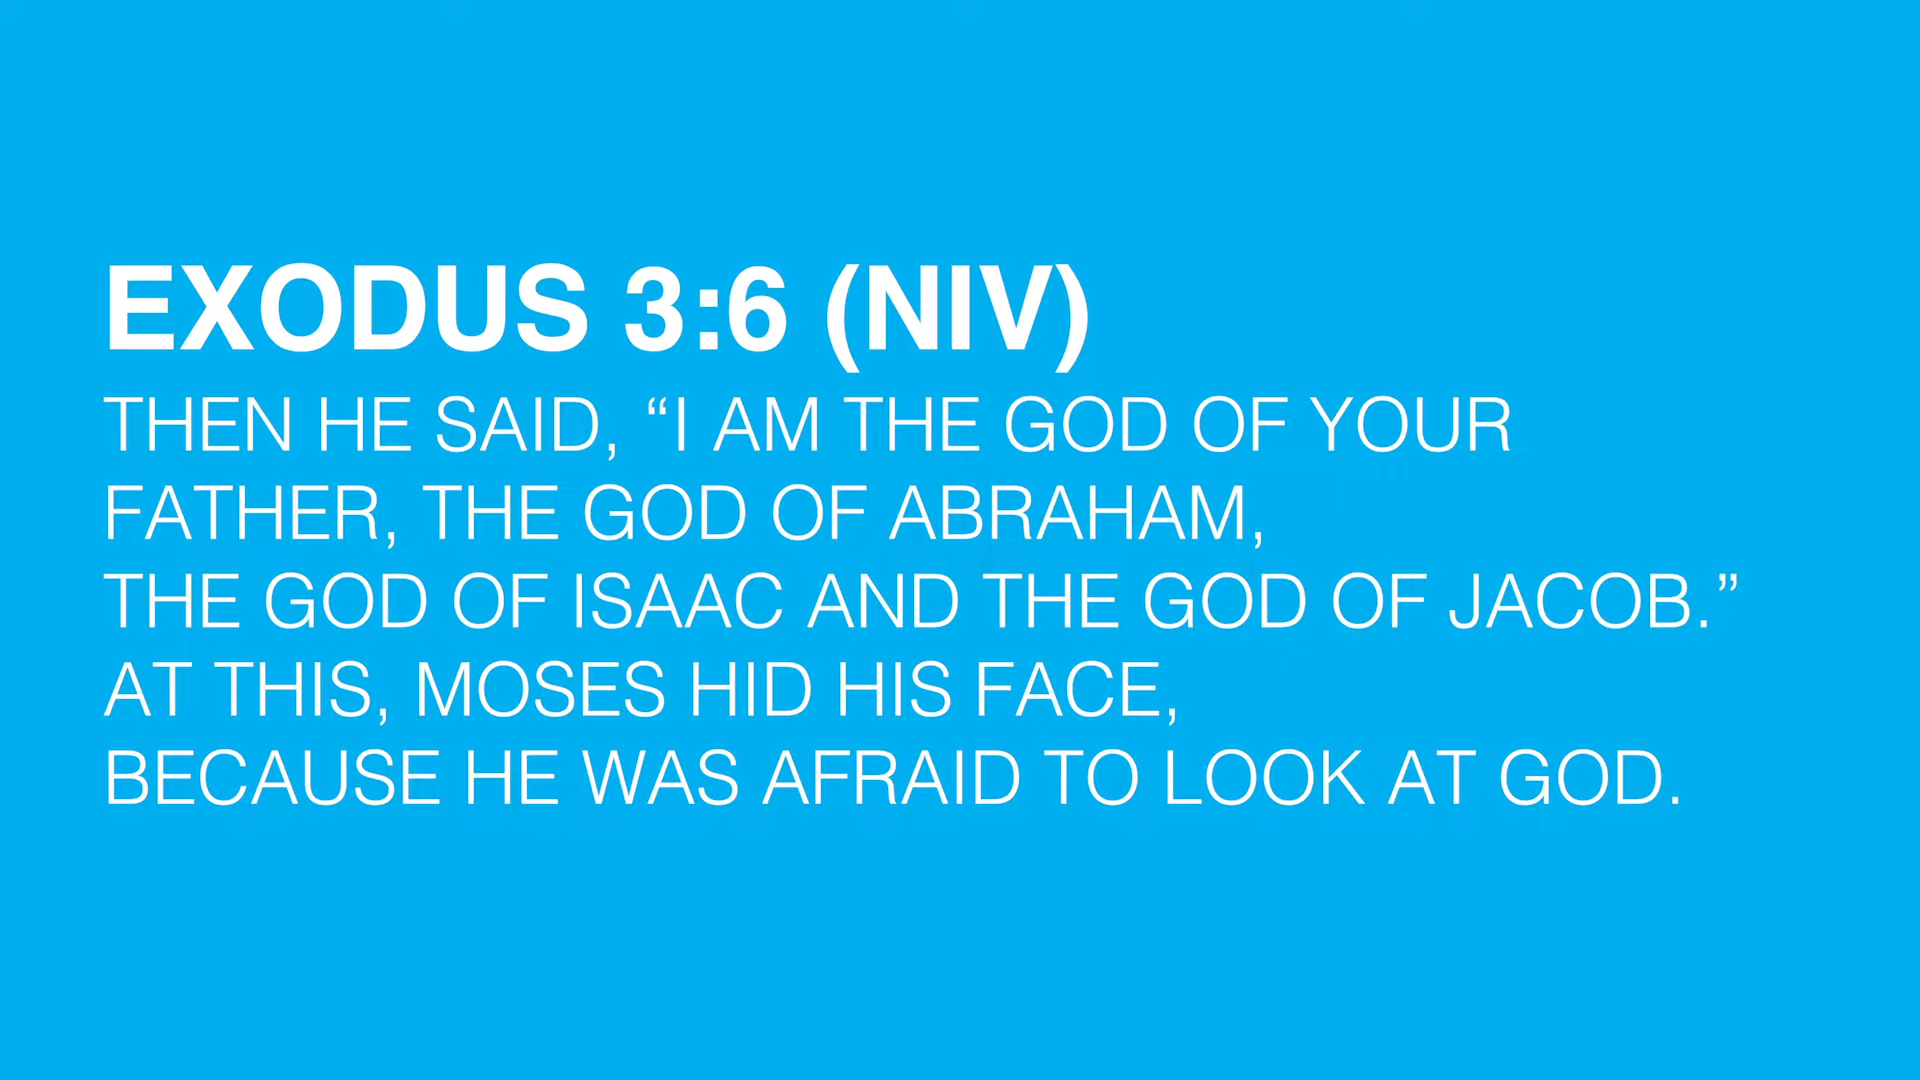 EXODUS 3:6 (NIV)
THEN HE SAID, “I AM THE GOD OF YOUR
FATHER, THE GOD OF ABRAHAM,
THE GOD OF ISAAC AND THE GOD OF JACOB.”
AT THIS, MOSES HID HIS FACE,
BECAUSE HE WAS AFRAID TO LOOK AT GOD.